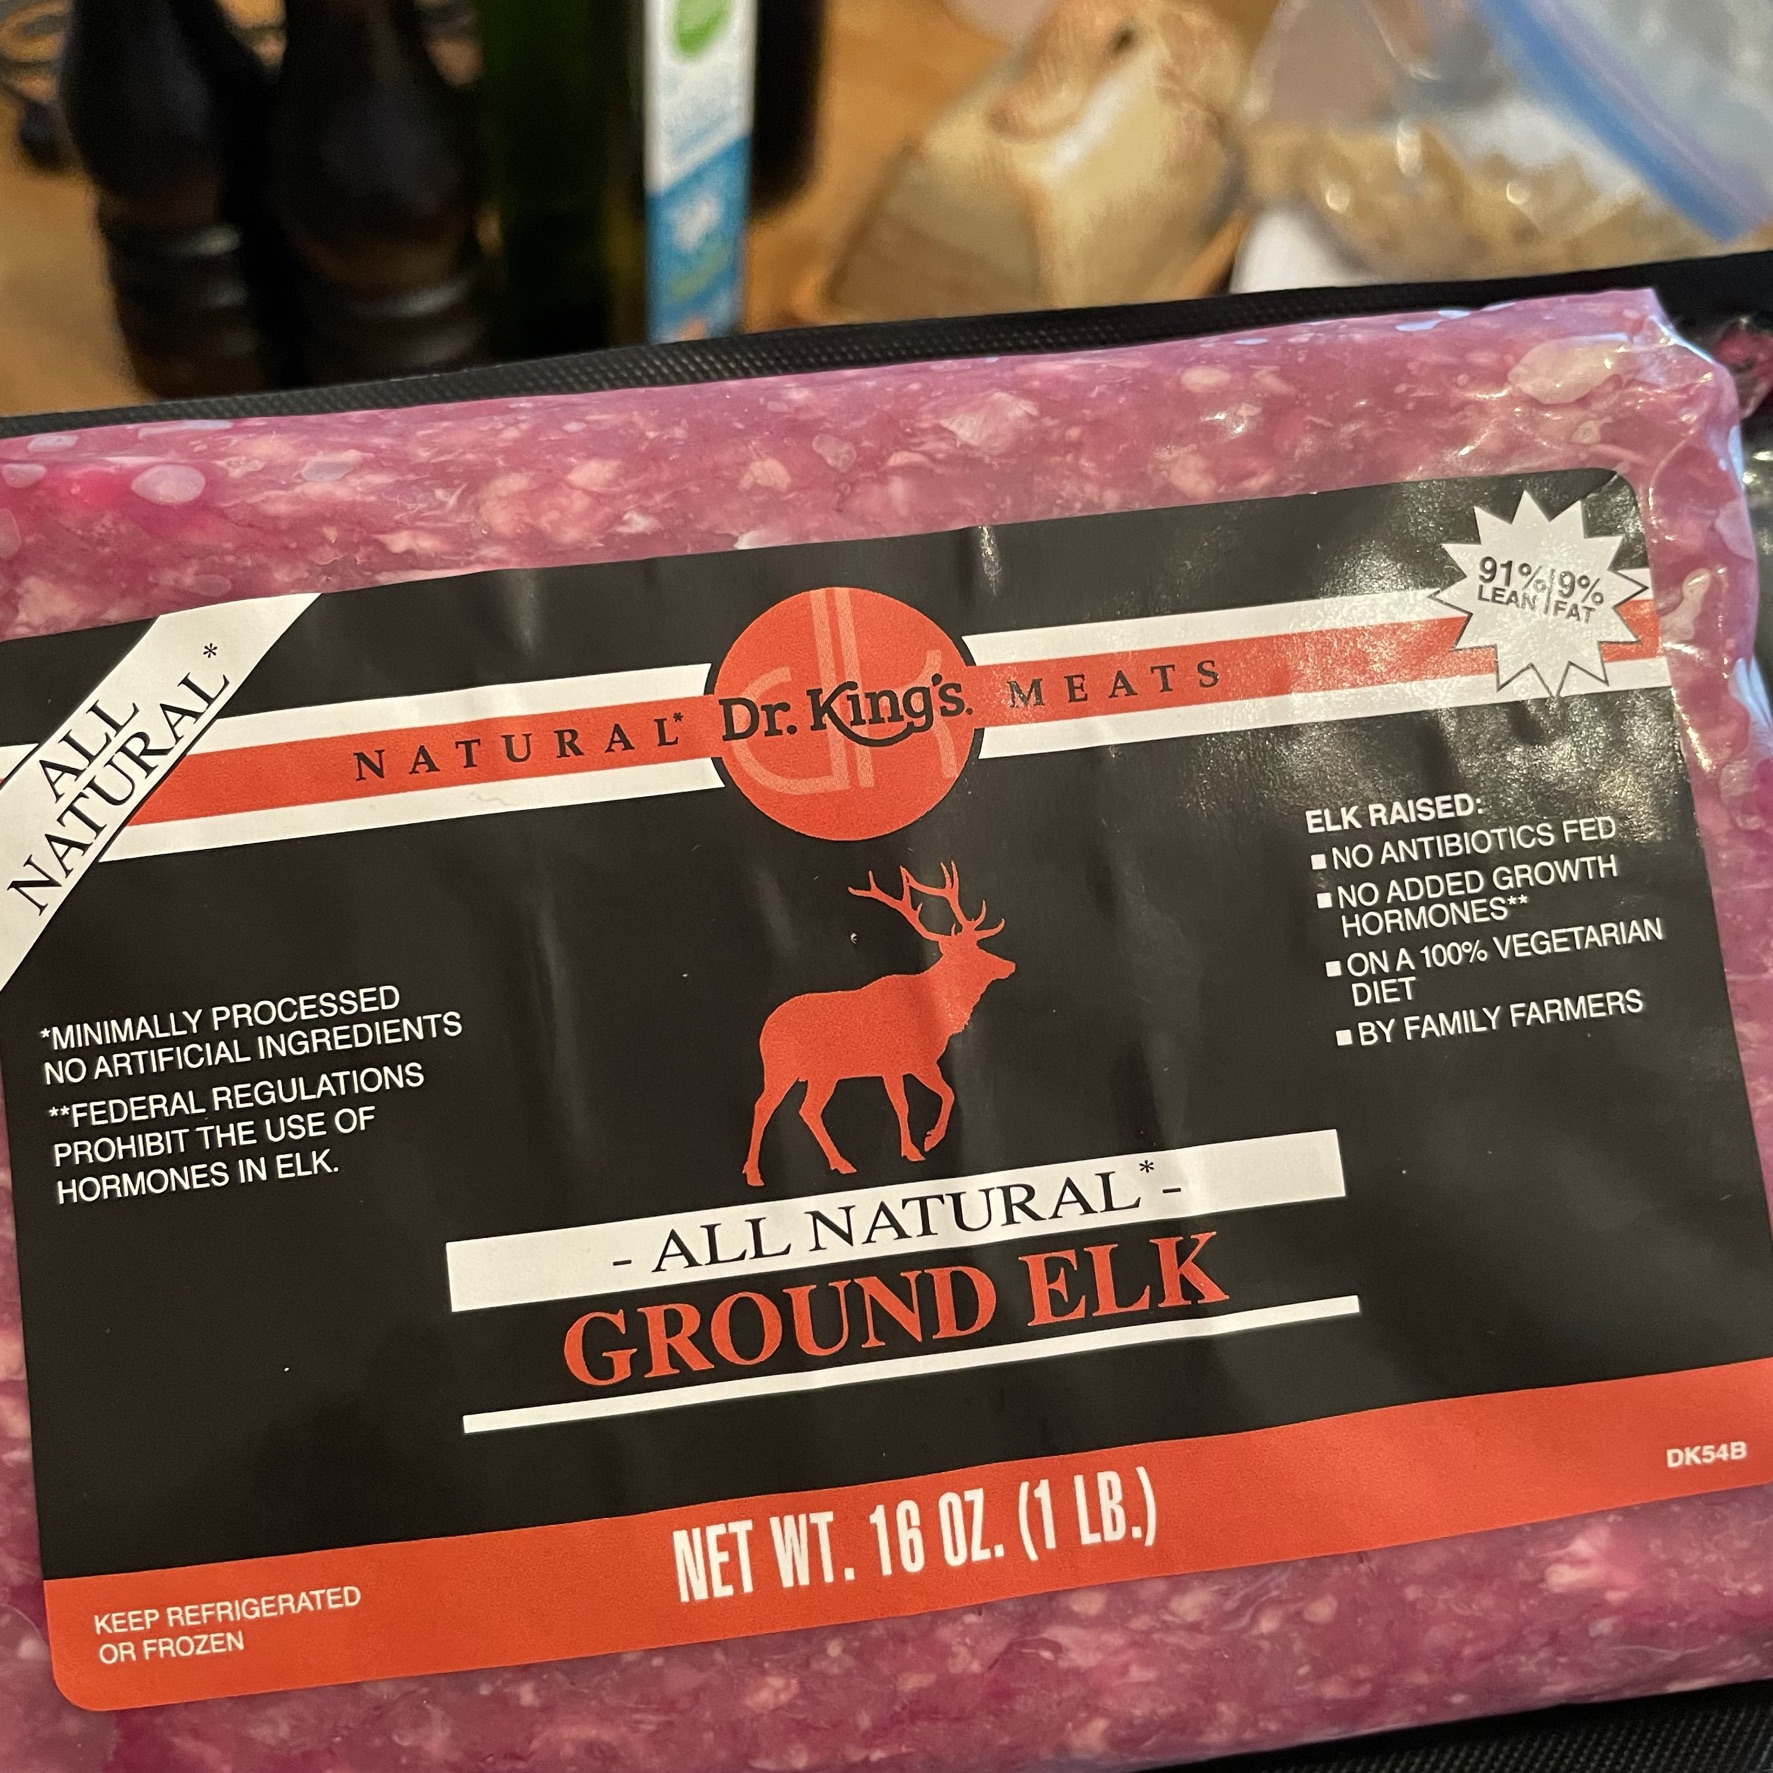 ALL
NATURAL*
NATURAL* Dr. King's. MEATS
91% LEAN
9% FAT
ELK RAISED:
NO ANTIBIOTICS FED
NO ADDED GROWTH
HORMONES**
ON A 100% VEGETARIAN
DIET
BY FAMILY FARMERS
*MINIMALLY PROCESSED
NO ARTIFICIAL INGREDIENTS
**FEDERAL REGULATIONS
PROHIBIT THE USE OF
HORMONES IN ELK.
- ALL NATURAL* -
GROUND ELK
NET WT. 16 OZ. (1 LB.)
DK54B
KEEP REFRIGERATED
OR FROZEN